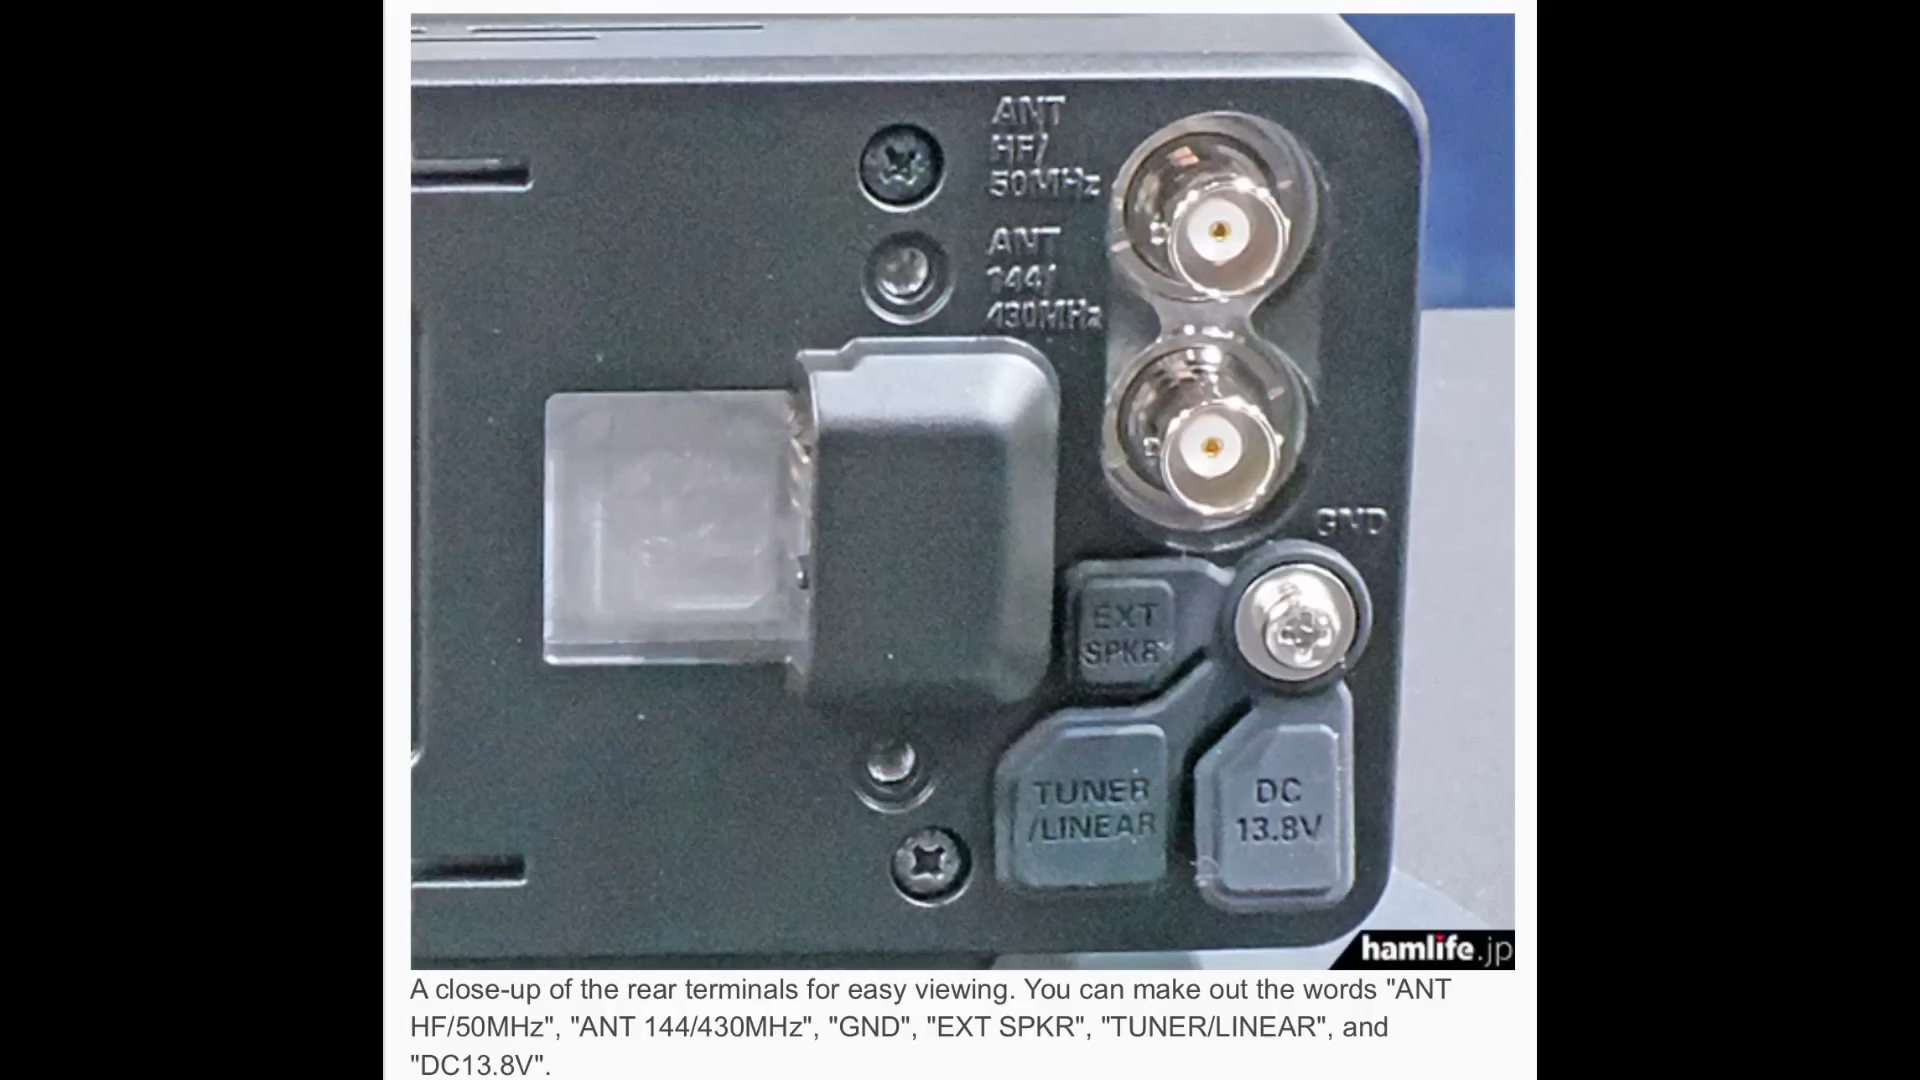 ANT
HF/
50MHz
ANT
144/
430MHz
GND
EXT
SPKR
TUNER
/LINEAR
DC
13.8V
hamlife.jp
A close-up of the rear terminals for easy viewing. You can make out the words "ANT
HF/50MHz", "ANT 144/430MHz", "GND", "EXT SPKR", "TUNER/LINEAR", and
"DC13.8V".